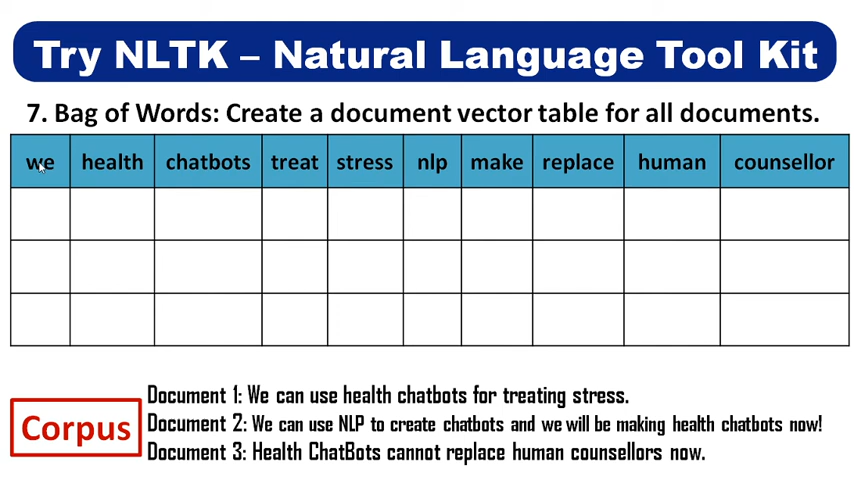 Try NLTK – Natural Language Tool Kit
7. Bag of Words: Create a document vector table for all documents.
we health chatbots treat stress nlp make replace human counsellor
Document 1: We can use health chatbots for treating stress.
Corpus Document 2: We can use NLP to create chatbots and we will be making health chatbots now!
Document 3: Health ChatBots cannot replace human counsellors now.